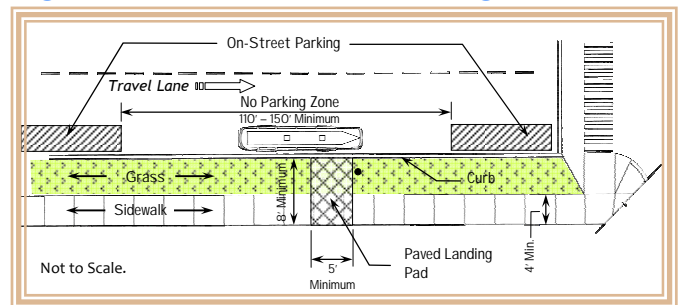 On-Street Parking
Travel Lane
No Parking Zone
110' – 150' Minimum
Grass
Curb
8' Minimum
Sidewalk
4' Min.
Paved Landing
Pad
5'
Minimum
Not to Scale.